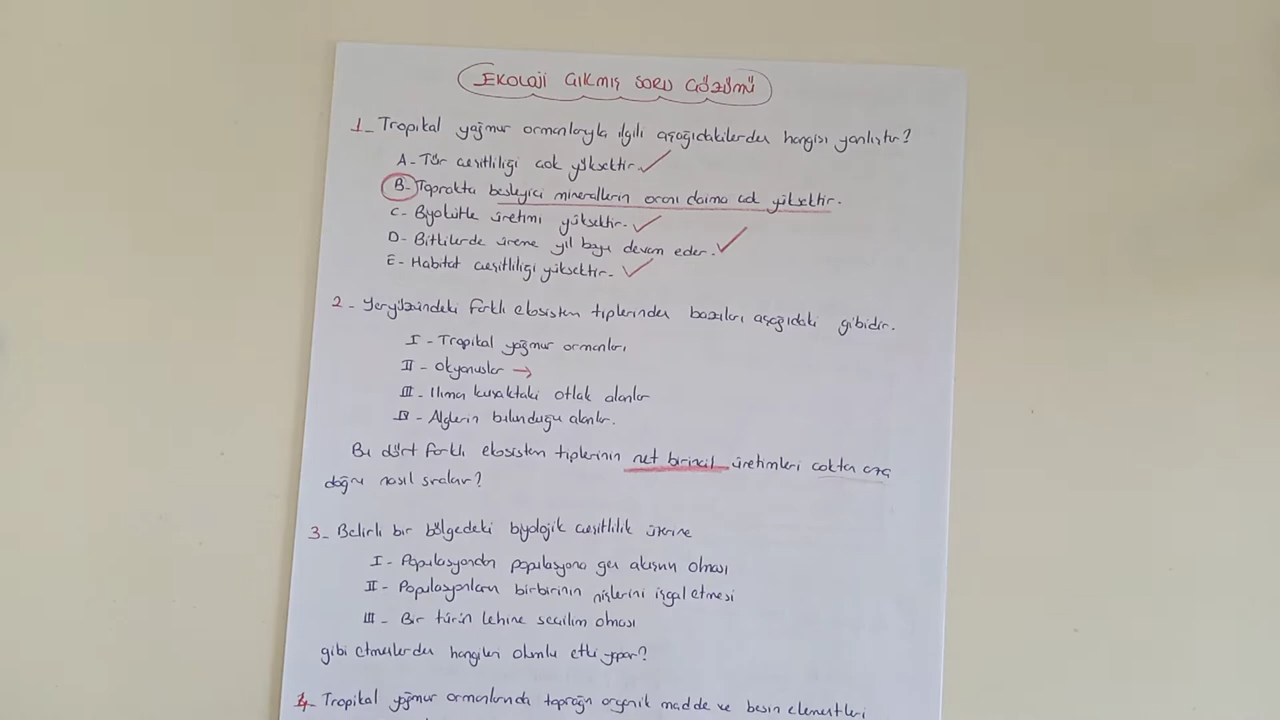 EKOLOJİ ÇIKMIŞ SORU ÇÖZÜMÜ
1- Tropikal yağmur ormanlarıyla ilgili aşağıdakilerden hangisi yanlıştır?
A- Tür çeşitliliği çok yüksektir.
B- Toprakta besleyici minerallerin oranı daima çok yüksektir.
C- Biyokütle üretimi yüksektir.
D- Bitkilerde üreme yıl boyu devam eder.
E- Habitat çeşitliliği yüksektir.
2- Yeryüzündeki farklı ekosistem tiplerinden bazıları aşağıdaki gibidir.
I - Tropikal yağmur ormanları
II - Okyanuslar →
III - Ilıman kuşaktaki otlak alanlar
IV - Alglerin bulunduğu alanlar.
Bu dört farklı ekosistem tiplerinin net birincil üretimleri çoktan aza
doğru nasıl sıralanır?
3- Belirli bir bölgedeki biyolojik çeşitlilik üzerine
I - Populasyondan populasyona gen akışının olması
II - Populasyonların birbirinin nişlerini işgal etmesi
III - Bir türün lehine seçilim olması
gibi etmenlerden hangileri olumlu etki yapar?
4- Tropikal yağmur ormanlarında toprağın organik madde ve besin elementleri